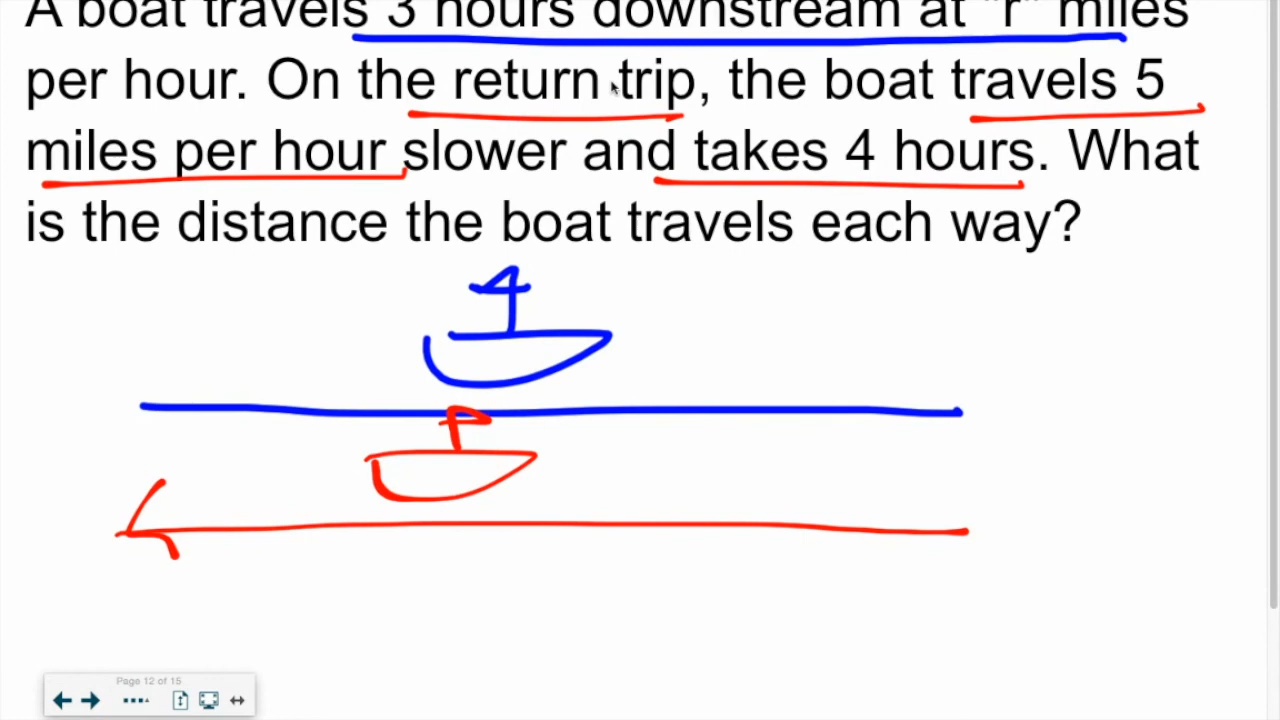 A boat travels 3 hours downstream at "r" miles
per hour. On the return trip, the boat travels 5
miles per hour slower and takes 4 hours. What
is the distance the boat travels each way?
Page 12 of 15